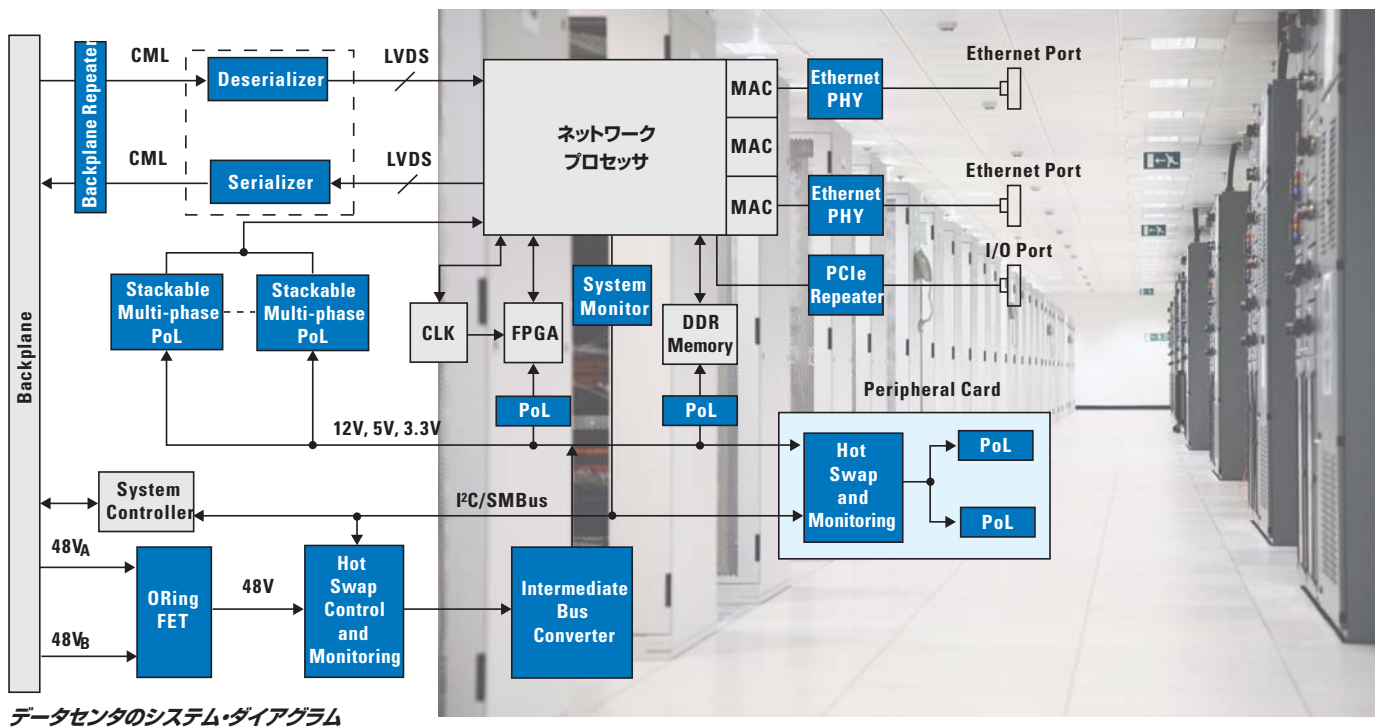 Backplane
Backplane Repeater
CML
Deserializer
LVDS
CML
Serializer
LVDS
ネットワーク
プロセッサ
MAC
MAC
MAC
Ethernet
PHY
Ethernet Port
Ethernet
PHY
Ethernet Port
PCIe
Repeater
I/O Port
Stackable
Multi-phase
PoL
Stackable
Multi-phase
PoL
CLK
FPGA
System
Monitor
DDR
Memory
PoL
PoL
12V, 5V, 3.3V
Peripheral Card
Hot
Swap
and
Monitoring
PoL
PoL
System
Controller
I²C/SMBus
48VA
48VB
ORing
FET
48V
Hot
Swap
Control
and
Monitoring
Intermediate
Bus
Converter
データセンタのシステム・ダイアグラム